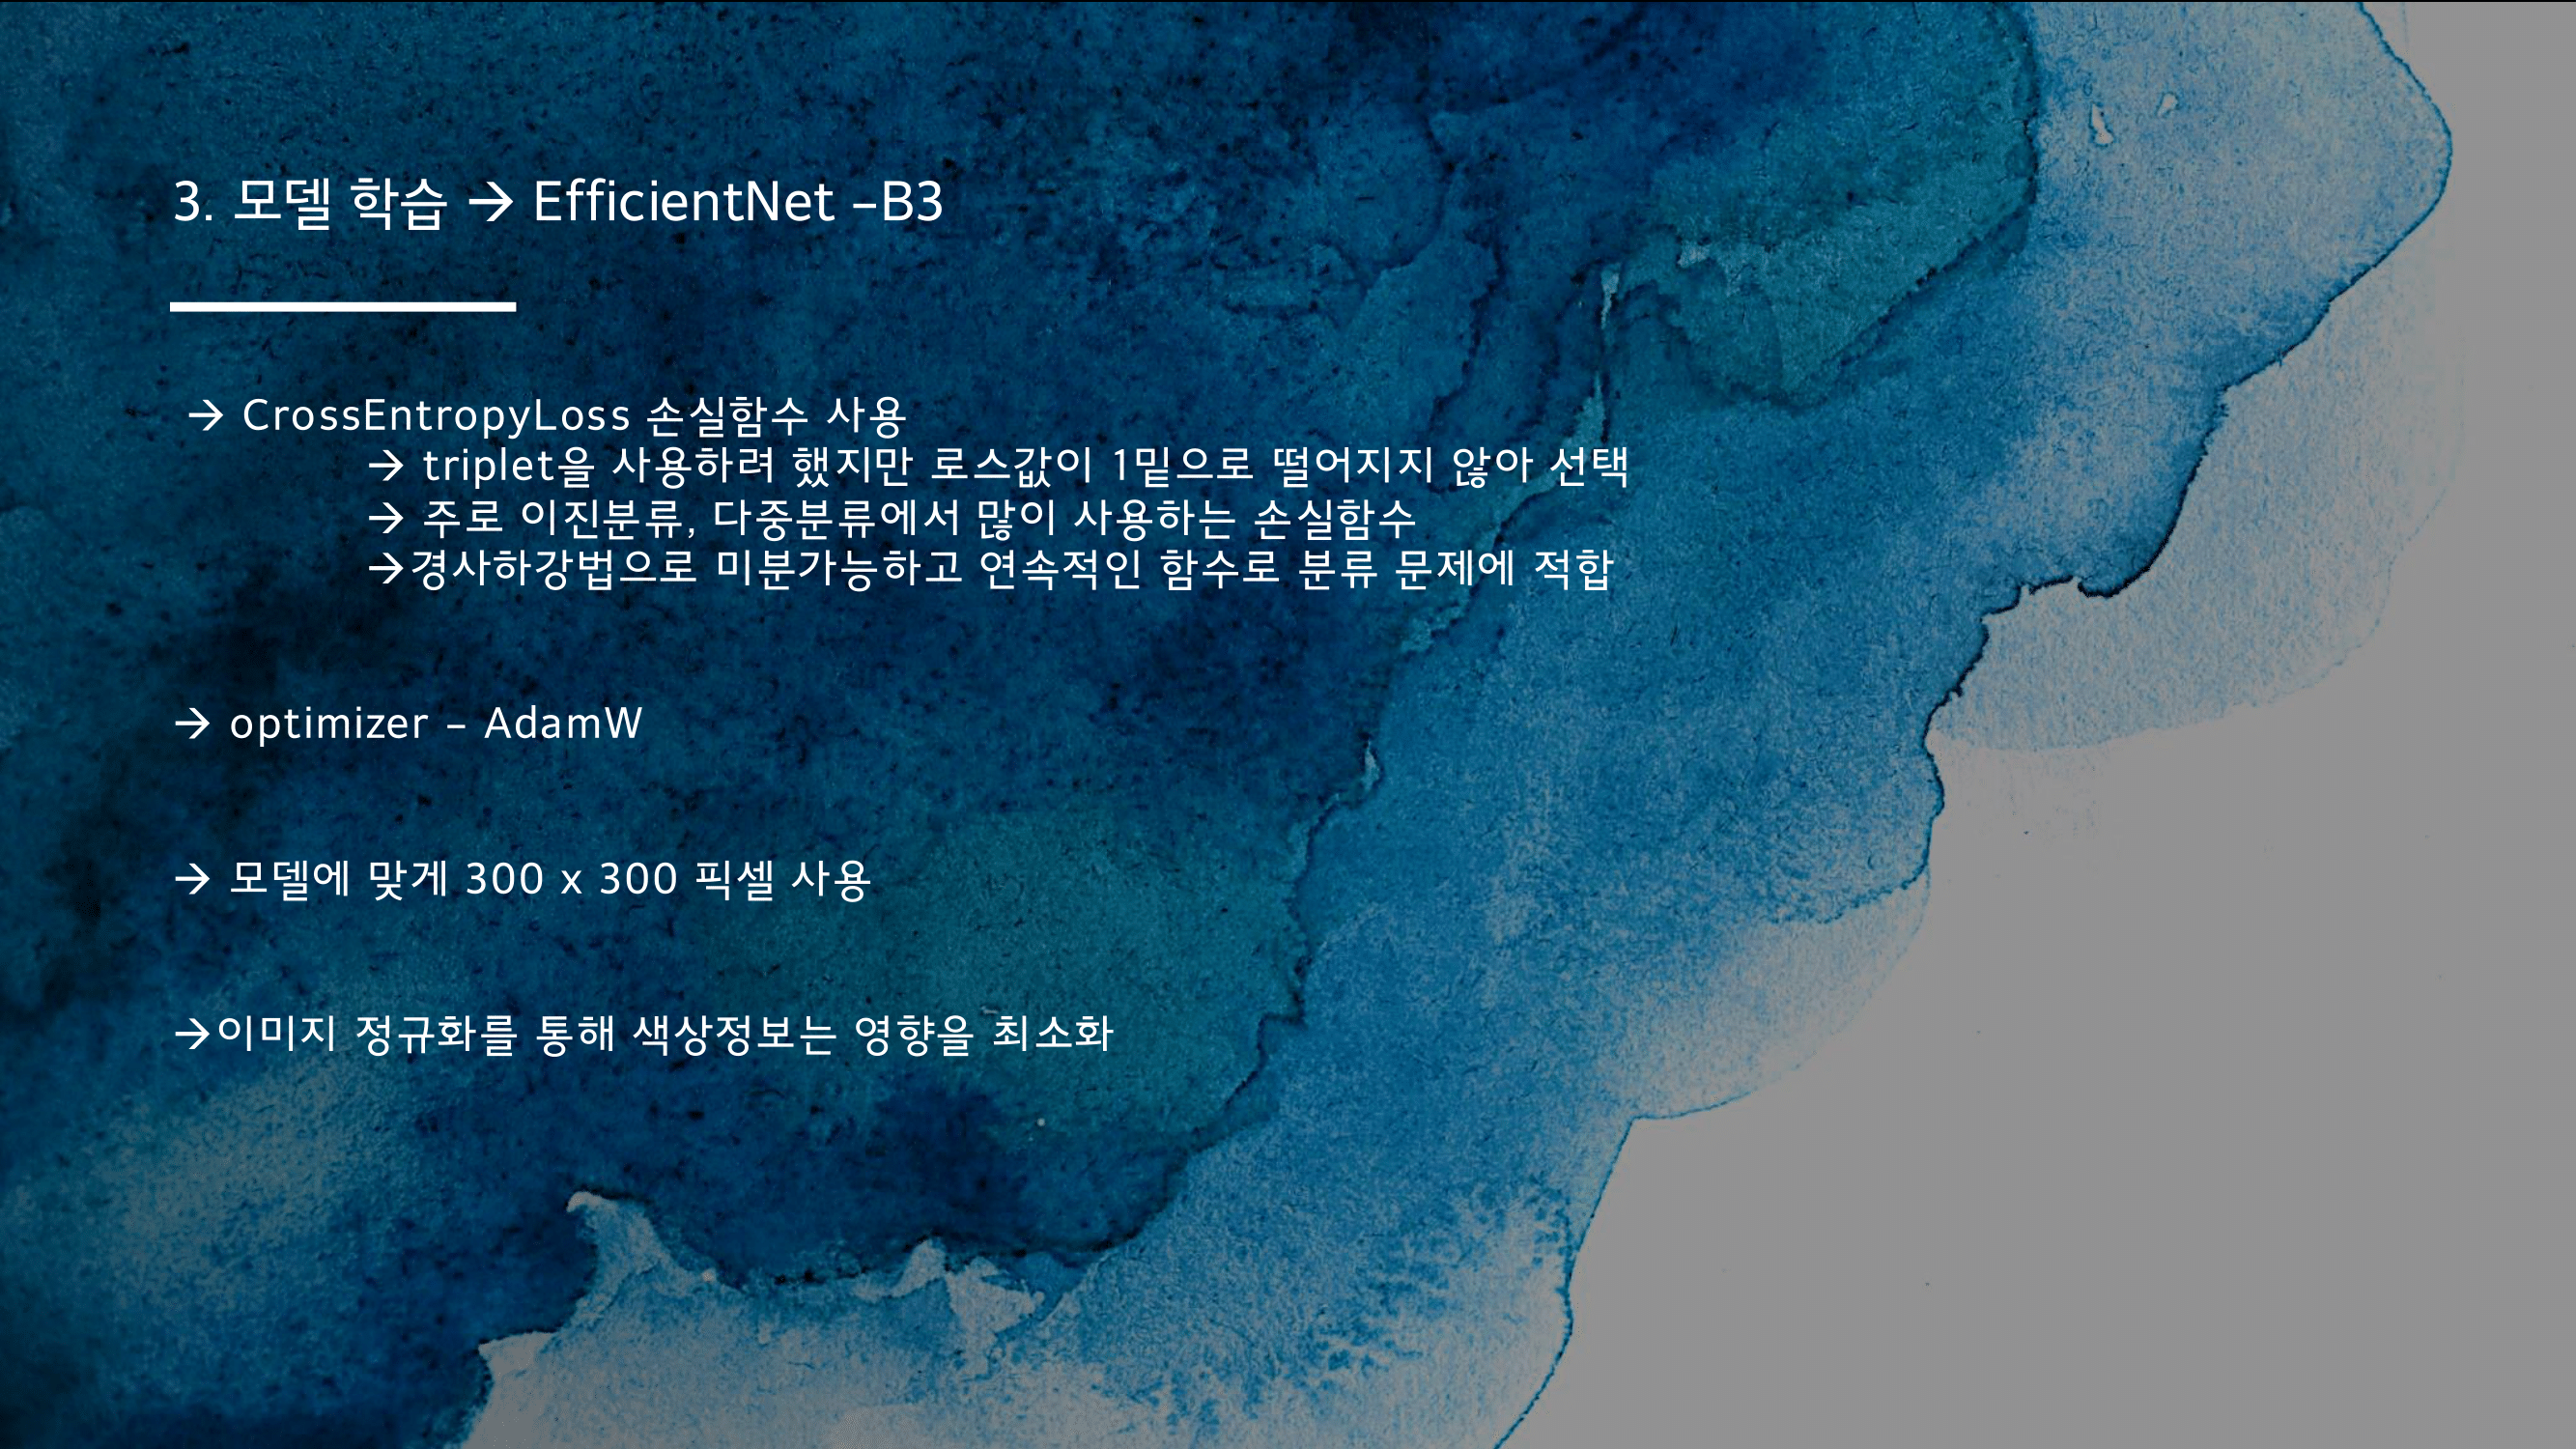 3. 모델 학습 → EfficientNet –B3
→ CrossEntropyLoss 손실함수 사용
→ triplet을 사용하려 했지만 로스값이 1밑으로 떨어지지 않아 선택
→ 주로 이진분류, 다중분류에서 많이 사용하는 손실함수
→경사하강법으로 미분가능하고 연속적인 함수로 분류 문제에 적합
→ optimizer – AdamW
→ 모델에 맞게 300 x 300 픽셀 사용
→이미지 정규화를 통해 색상정보는 영향을 최소화